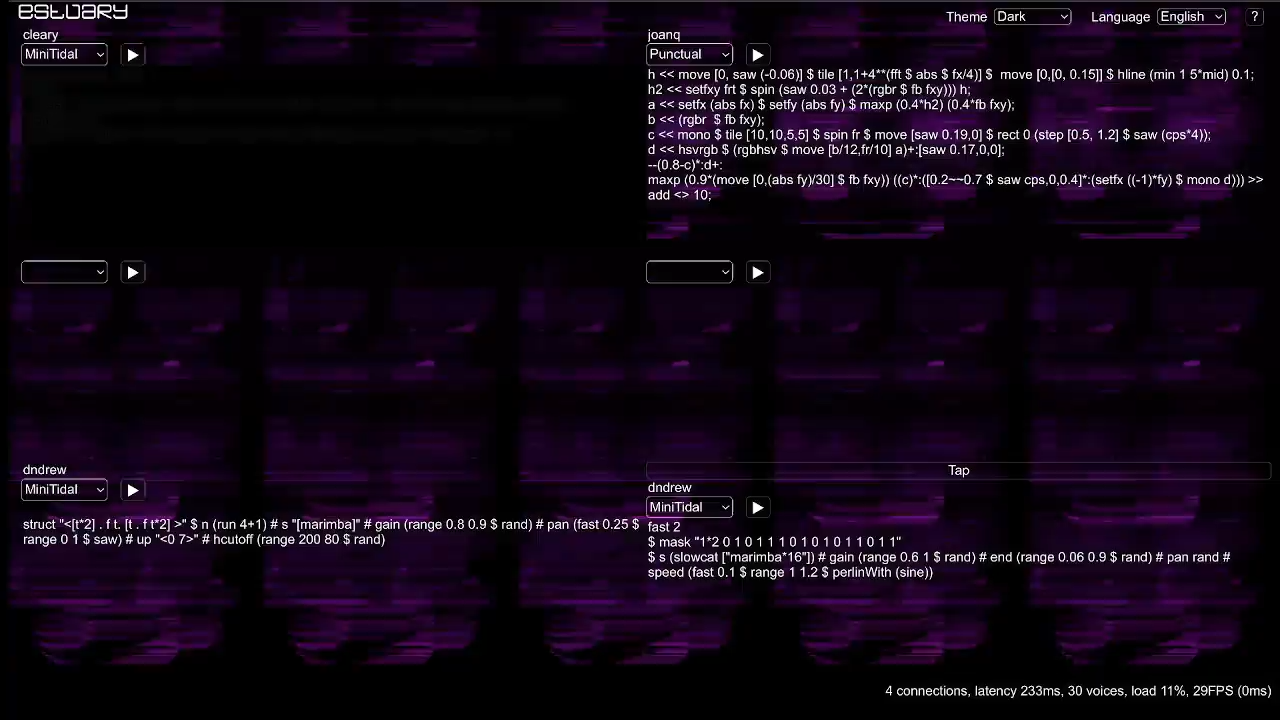 estuary
Theme Dark Language English ?
cleary
MiniTidal
joanq
Punctual
h << move [0, saw (-0.06)] $ tile [1,1+4**(fft $ abs $ fx/4)] $  move [0,[0, 0.15]] $ hline (min 1 5*mid) 0.1;
h2 << setfxy frt $ spin (saw 0.03 + (2*(rgbr $ fb fxy))) h;
a << setfx (abs fx) $ setfy (abs fy) $ maxp (0.4*h2) (0.4*fb fxy);
b << (rgbr  $ fb fxy);
c << mono $ tile [10,10,5,5] $ spin fr $ move [saw 0.19,0] $ rect 0 (step [0.5, 1.2] $ saw (cps*4));
d << hsvrgb $ (rgbhsv $ move [b/12,fr/10] a)+:[saw 0.17,0,0];
--(0.8-c)*:d+:
maxp (0.9*(move [0,(abs fy)/30] $ fb fxy)) ((c)*:([0.2~~0.7 $ saw cps,0,0.4]*:(setfx ((-1)*fy) $ mono d))) >>
add <> 10;
dndrew
MiniTidal
struct "<[t*2] . f t. [t . f t*2] >" $ n (run 4+1) # s "[marimba]" # gain (range 0.8 0.9 $ rand) # pan (fast 0.25 $
range 0 1 $ saw) # up "<0 7>" # hcutoff (range 200 80 $ rand)
Tap
dndrew
MiniTidal
fast 2
$ mask "1*2 0 1 0 1 1 1 0 1 0 1 0 1 1 0 1 1"
$ s (slowcat ["marimba*16"]) # gain (range 0.6 1 $ rand) # end (range 0.06 0.9 $ rand) # pan rand #
speed (fast 0.1 $ range 1 1.2 $ perlinWith (sine))
4 connections, latency 233ms, 30 voices, load 11%, 29FPS (0ms)